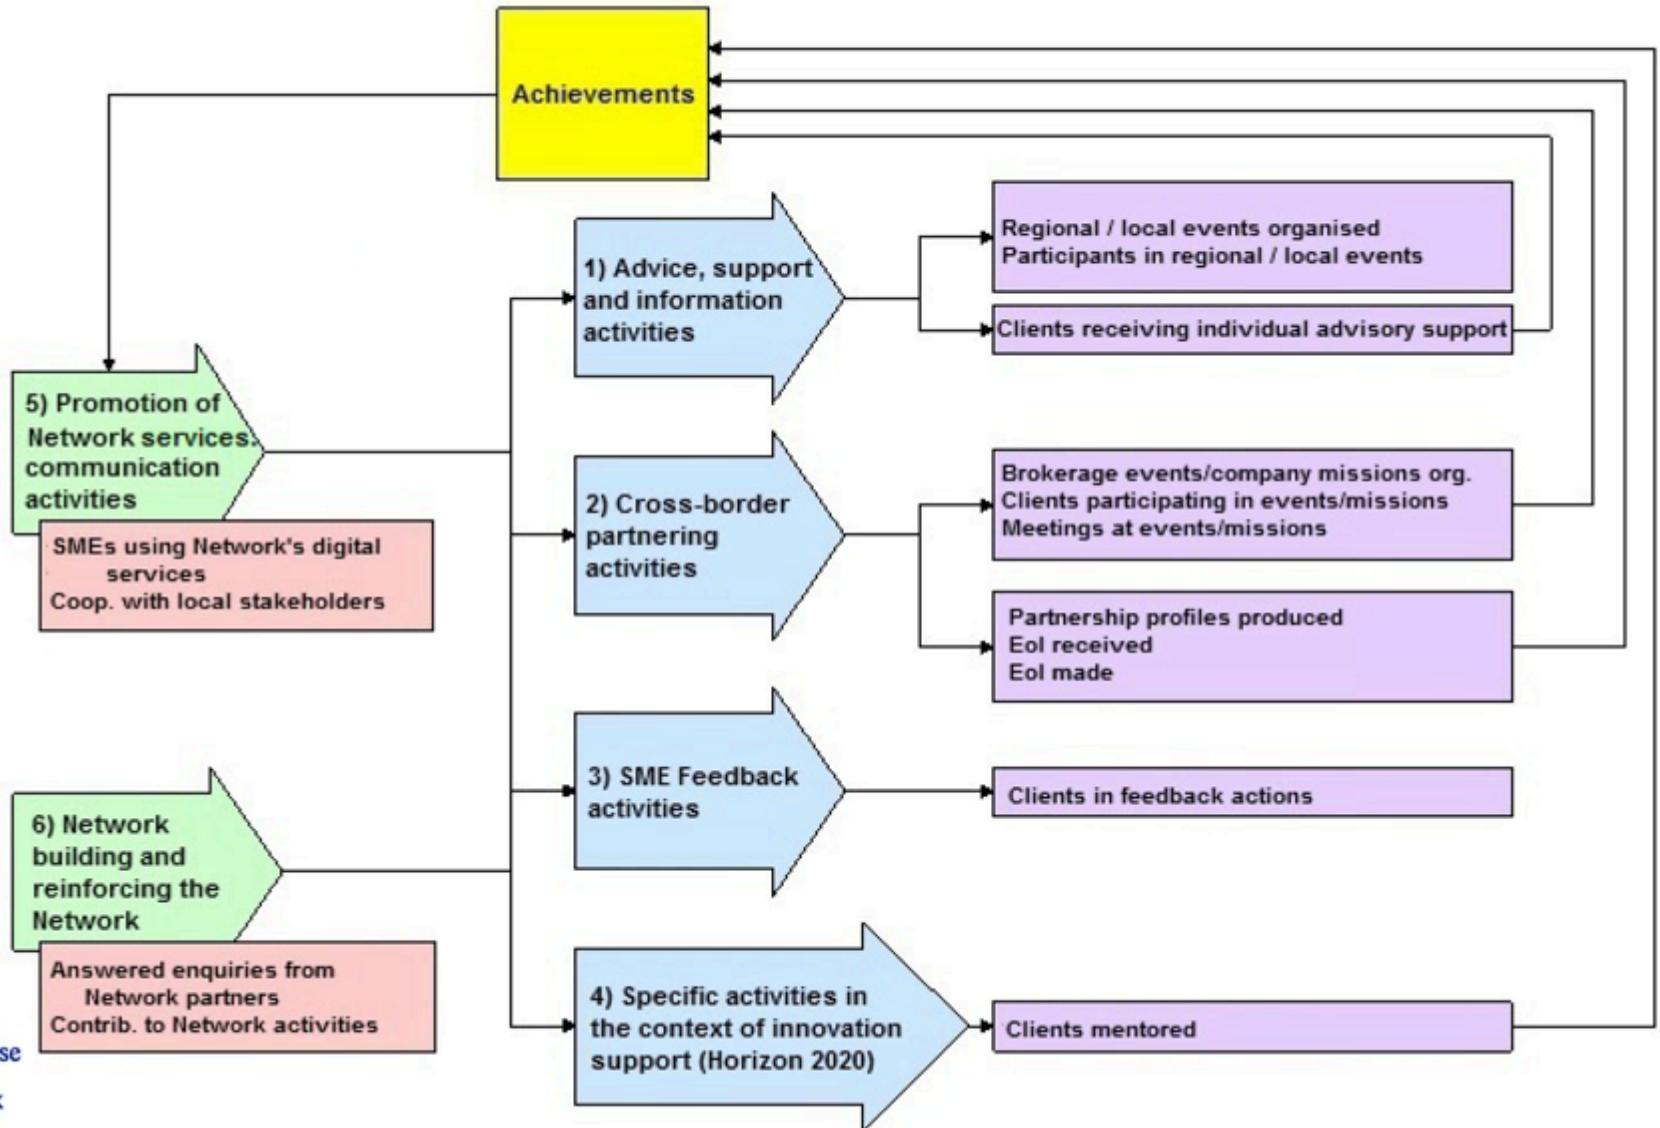 Achievements
1) Advice, support
and information
activities
Regional / local events organised
Participants in regional / local events
Clients receiving individual advisory support
5) Promotion of
Network services.
communication
activities
SMEs using Network's digital
services
Coop. with local stakeholders
2) Cross-border
partnering
activities
Brokerage events/company missions org.
Clients participating in events/missions
Meetings at events/missions
Partnership profiles produced
EoI received
EoI made
3) SME Feedback
activities
Clients in feedback actions
6) Network
building and
reinforcing the
Network
Answered enquiries from
Network partners
Contrib. to Network activities
4) Specific activities in
the context of innovation
support (Horizon 2020)
Clients mentored
se
k